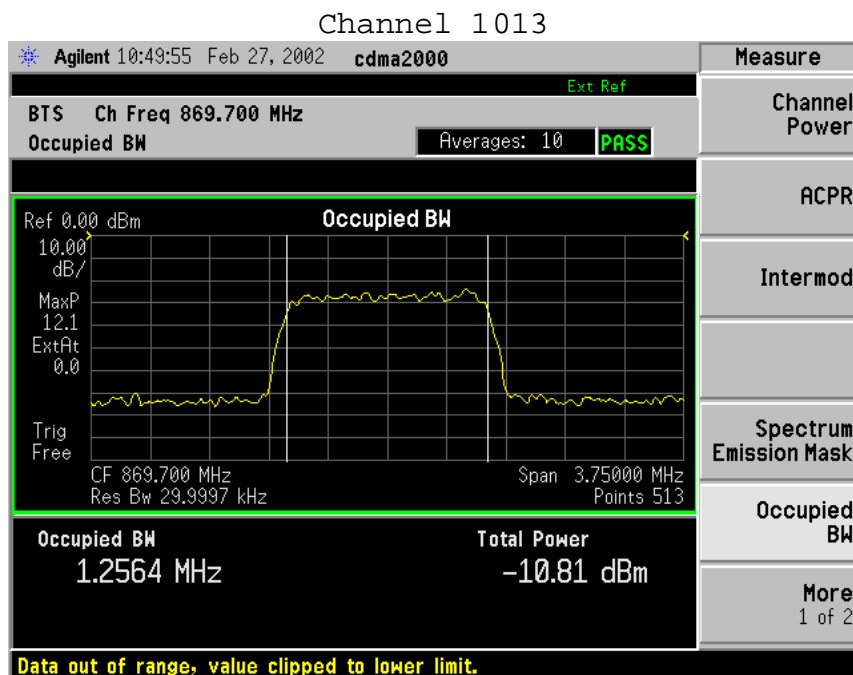 Channel 1013
Agilent 10:49:55 Feb 27, 2002 cdma2000
Measure
Ext Ref
BTS Ch Freq 869.700 MHz
Occupied BW
Averages: 10 PASS
Channel
Power
ACPR
Intermod
Spectrum
Emission Mask
Occupied
BW
More
1 of 2
Ref 0.00 dBm
Occupied BW
10.00
dB/
MaxP
12.1
ExtAt
0.0
Trig
Free
CF 869.700 MHz
Span 3.75000 MHz
Res Bw 29.9997 kHz
Points 513
Occupied BW
1.2564 MHz
Total Power
-10.81 dBm
Data out of range, value clipped to lower limit.